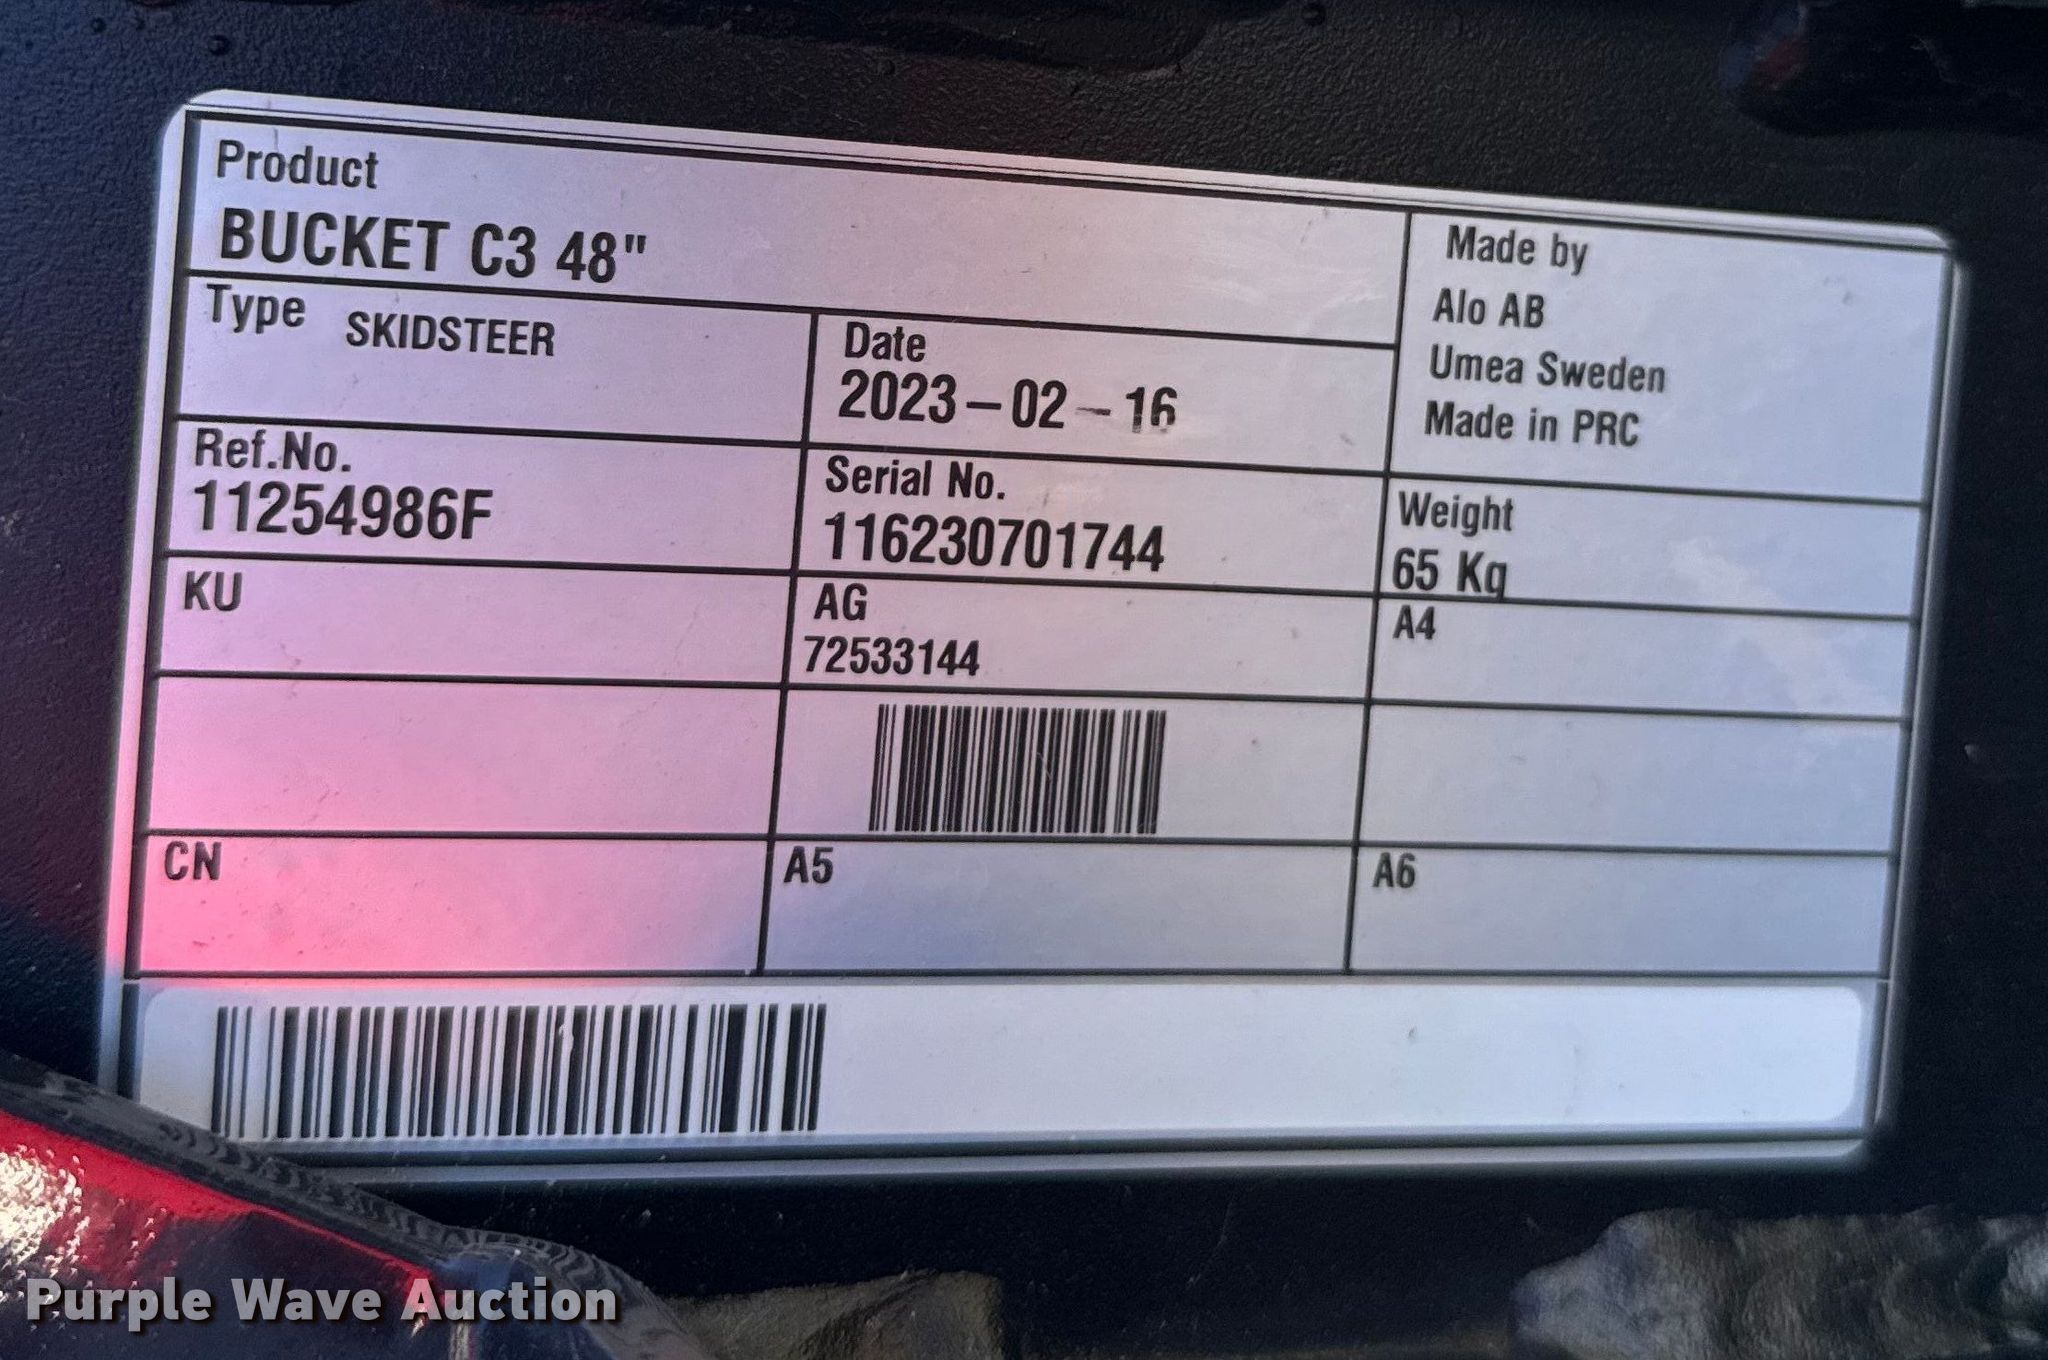 Product
BUCKET C3 48"
Made by
Alo AB
Umea Sweden
Made in PRC
Type SKIDSTEER
Date
2023-02-16
Ref.No.
11254986F
Serial No.
116230701744
Weight
65 Kg
KU
AG
72533144
A4
CN
A5
A6
Purple Wave Auction